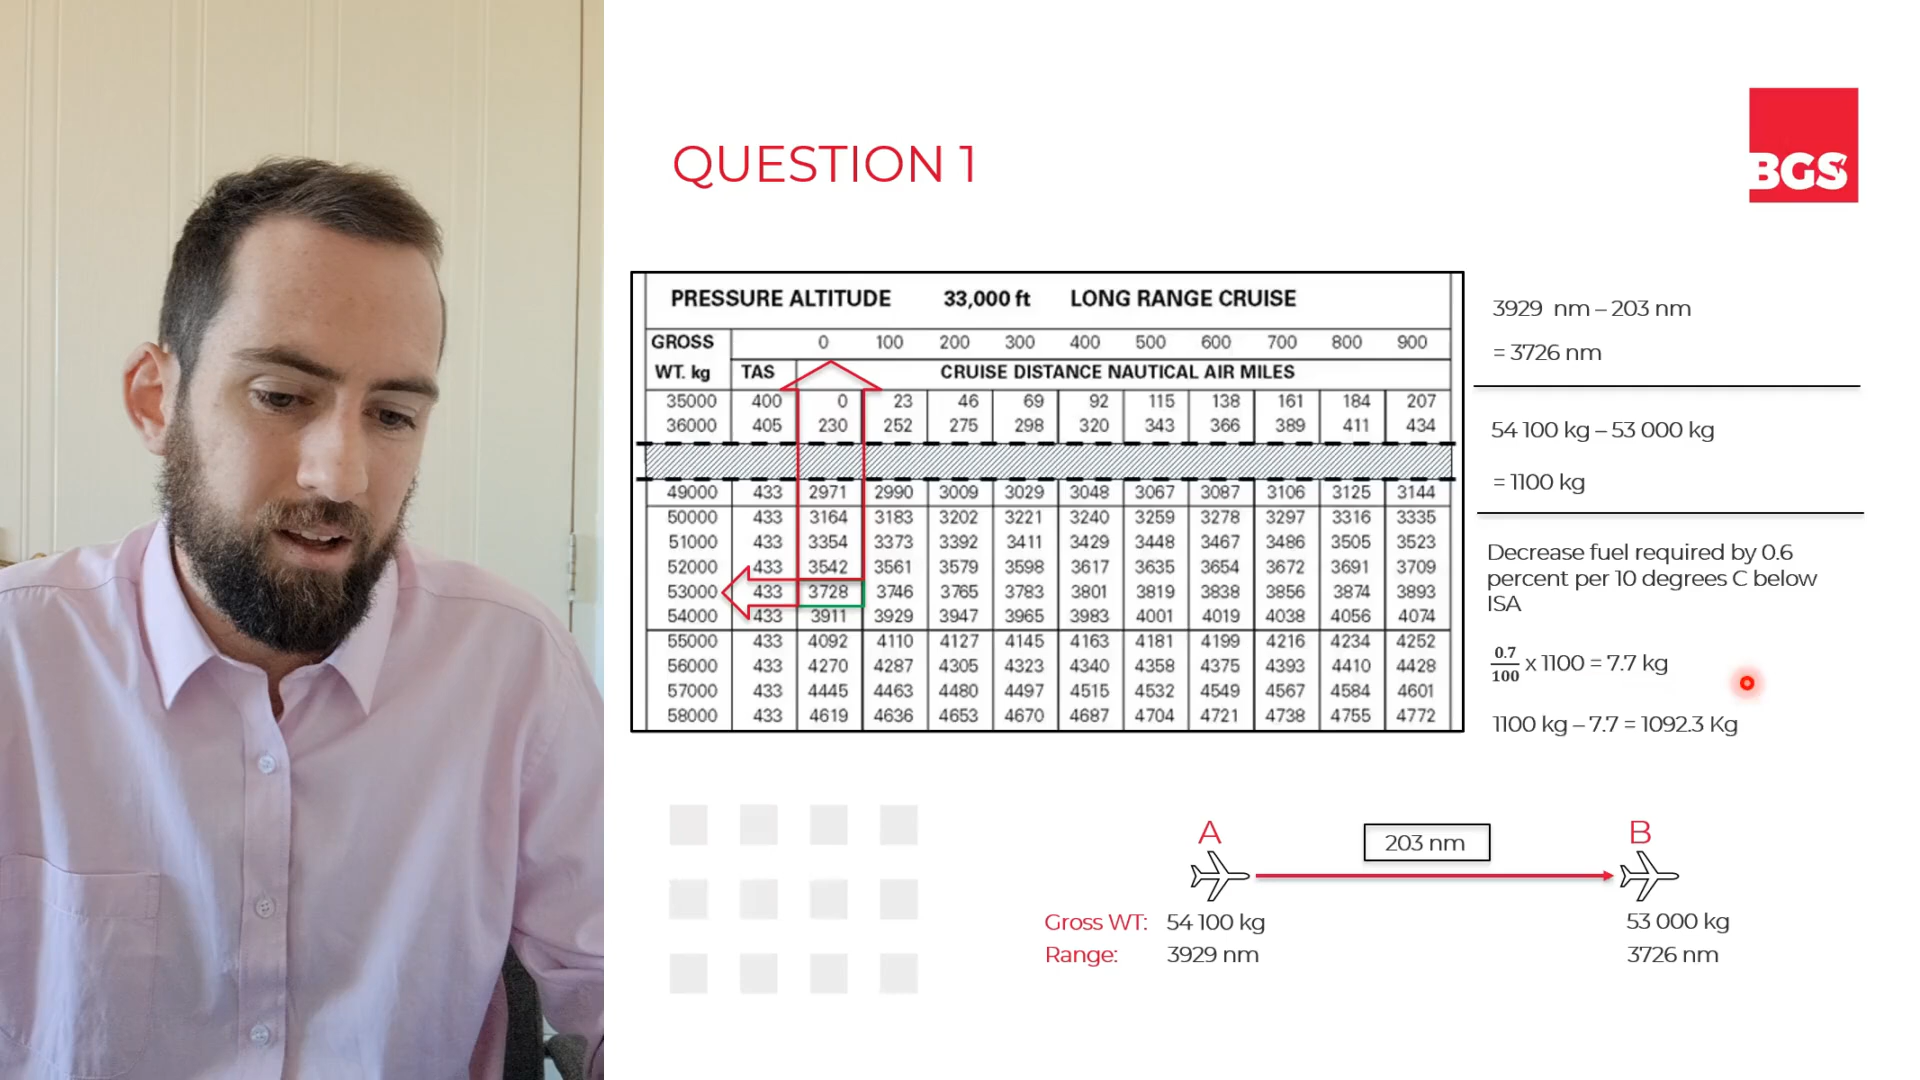 QUESTION 1
BGS
PRESSURE ALTITUDE 33,000 ft LONG RANGE CRUISE
GROSS 0 100 200 300 400 500 600 700 800 900
WT. kg TAS CRUISE DISTANCE NAUTICAL AIR MILES
35000 400 0 23 46 69 92 115 138 161 184 207
36000 405 230 252 275 298 320 343 366 389 411 434
49000 433 2971 2990 3009 3029 3048 3067 3087 3106 3125 3144
50000 433 3164 3183 3202 3221 3240 3259 3278 3297 3316 3335
51000 433 3354 3373 3392 3411 3429 3448 3467 3486 3505 3523
52000 433 3542 3561 3579 3598 3617 3635 3654 3672 3691 3709
53000 433 3728 3746 3765 3783 3801 3819 3838 3856 3874 3893
54000 433 3911 3929 3947 3965 3983 4001 4019 4038 4056 4074
55000 433 4092 4110 4127 4145 4163 4181 4199 4216 4234 4252
56000 433 4270 4287 4305 4323 4340 4358 4375 4393 4410 4428
57000 433 4445 4463 4480 4497 4515 4532 4549 4567 4584 4601
58000 433 4619 4636 4653 4670 4687 4704 4721 4738 4755 4772
3929 nm – 203 nm
= 3726 nm
54 100 kg – 53 000 kg
= 1100 kg
Decrease fuel required by 0.6
percent per 10 degrees C below
ISA
0.7/100 x 1100 = 7.7 kg
1100 kg – 7.7 = 1092.3 Kg
A 203 nm B
Gross WT: 54 100 kg 53 000 kg
Range: 3929 nm 3726 nm